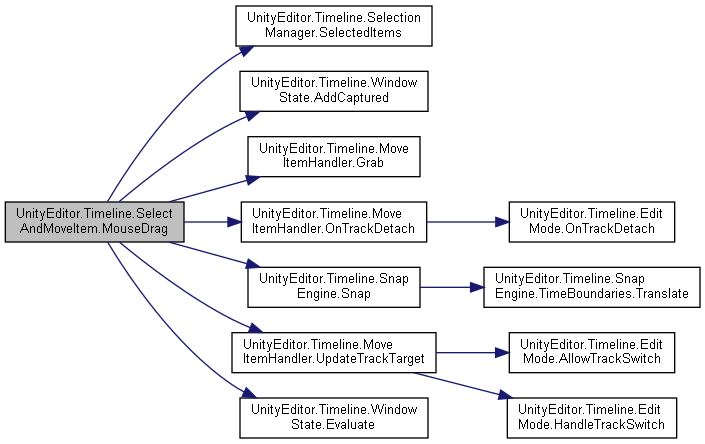 UnityEditor.Timeline.Selection
Manager.SelectedItems
UnityEditor.Timeline.Window
State.AddCaptured
UnityEditor.Timeline.Move
ItemHandler.Grab
UnityEditor.Timeline.Select
AndMoveItem.MouseDrag
UnityEditor.Timeline.Move
ItemHandler.OnTrackDetach
UnityEditor.Timeline.Edit
Mode.OnTrackDetach
UnityEditor.Timeline.Snap
Engine.Snap
UnityEditor.Timeline.Snap
Engine.TimeBoundaries.Translate
UnityEditor.Timeline.Move
ItemHandler.UpdateTrackTarget
UnityEditor.Timeline.Edit
Mode.AllowTrackSwitch
UnityEditor.Timeline.Window
State.Evaluate
UnityEditor.Timeline.Edit
Mode.HandleTrackSwitch